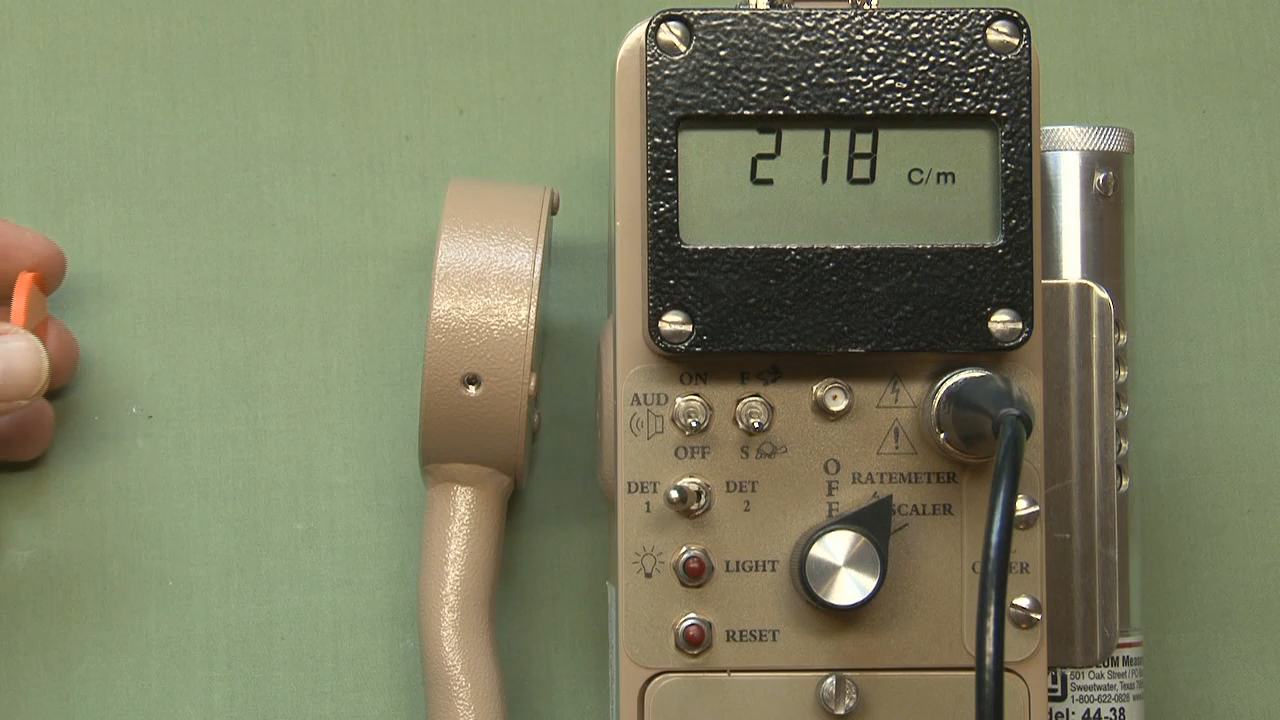 218 C/m
ON
F
AUD
OFF
S
DET 1
DET 2
OFF
RATEMETER
SCALER
LIGHT
RESET
501 Oak Street / PO
Sweetwater, Texas
1-800-622-0828
44-38